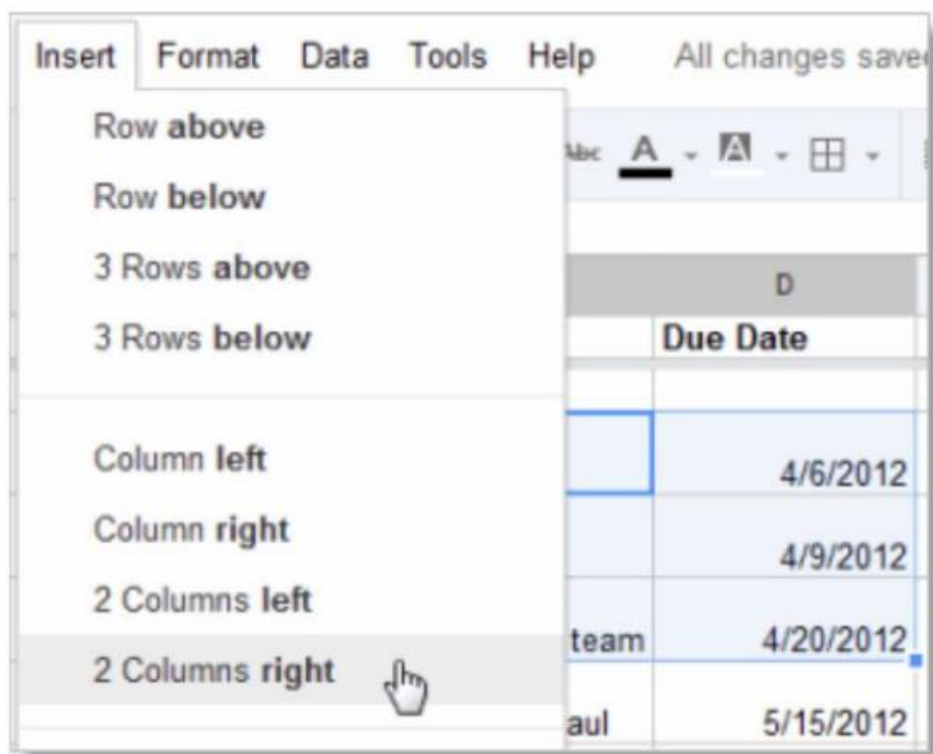 Insert Format Data Tools Help All changes save
Row above
Abc A A
Row below
3 Rows above
D
3 Rows below
Due Date
Column left
4/6/2012
Column right
4/9/2012
2 Columns left
team 4/20/2012
2 Columns right
aul 5/15/2012